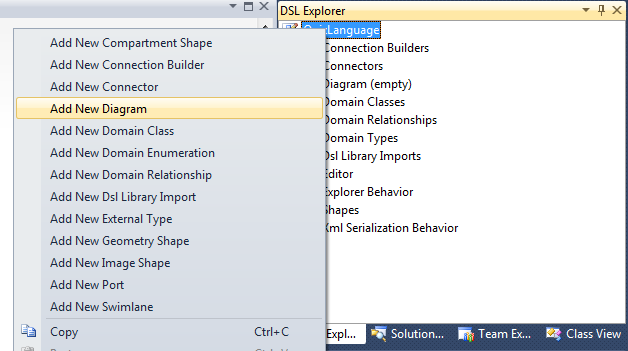 DSL Explorer
Language
Connection Builders
Connectors
Diagram (empty)
Domain Classes
Domain Relationships
Domain Types
Dsl Library Imports
Editor
Explorer Behavior
Shapes
Xml Serialization Behavior
Add New Compartment Shape
Add New Connection Builder
Add New Connector
Add New Diagram
Add New Domain Class
Add New Domain Enumeration
Add New Domain Relationship
Add New Dsl Library Import
Add New External Type
Add New Geometry Shape
Add New Image Shape
Add New Port
Add New Swimlane
Copy Ctrl+C
Expl... Solution... Team Ex... Class View